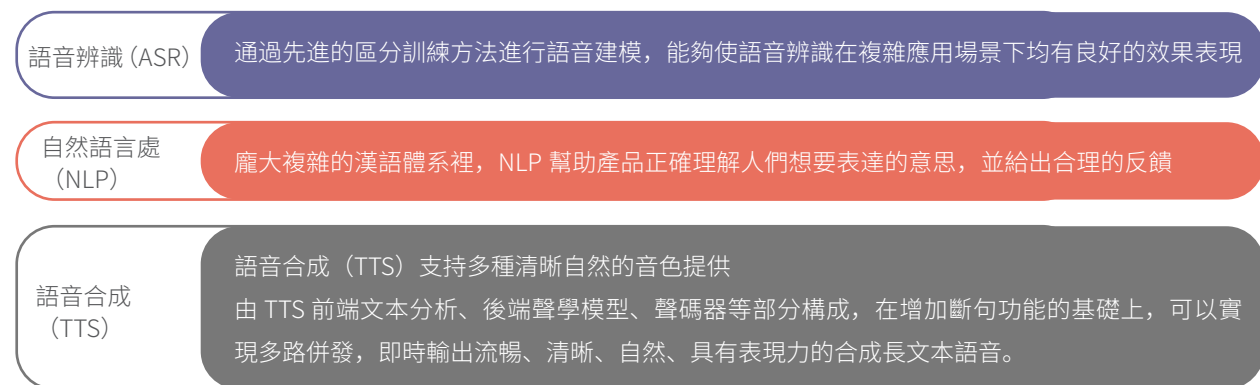 語音辨識（ASR）
通過先進的區分訓練方法進行語音建模，能夠使語音辨識在複雜應用場景下均有良好的效果表現
自然語言處
（NLP）
龐大複雜的漢語體系裡，NLP 幫助產品正確理解人們想要表達的意思，並給出合理的反饋
語音合成
（TTS）
語音合成（TTS）支持多種清晰自然的音色提供
由 TTS 前端文本分析、後端聲學模型、聲碼器等部分構成，在增加斷句功能的基礎上，可以實
現多路併發，即時輸出流暢、清晰、自然、具有表現力的合成長文本語音。